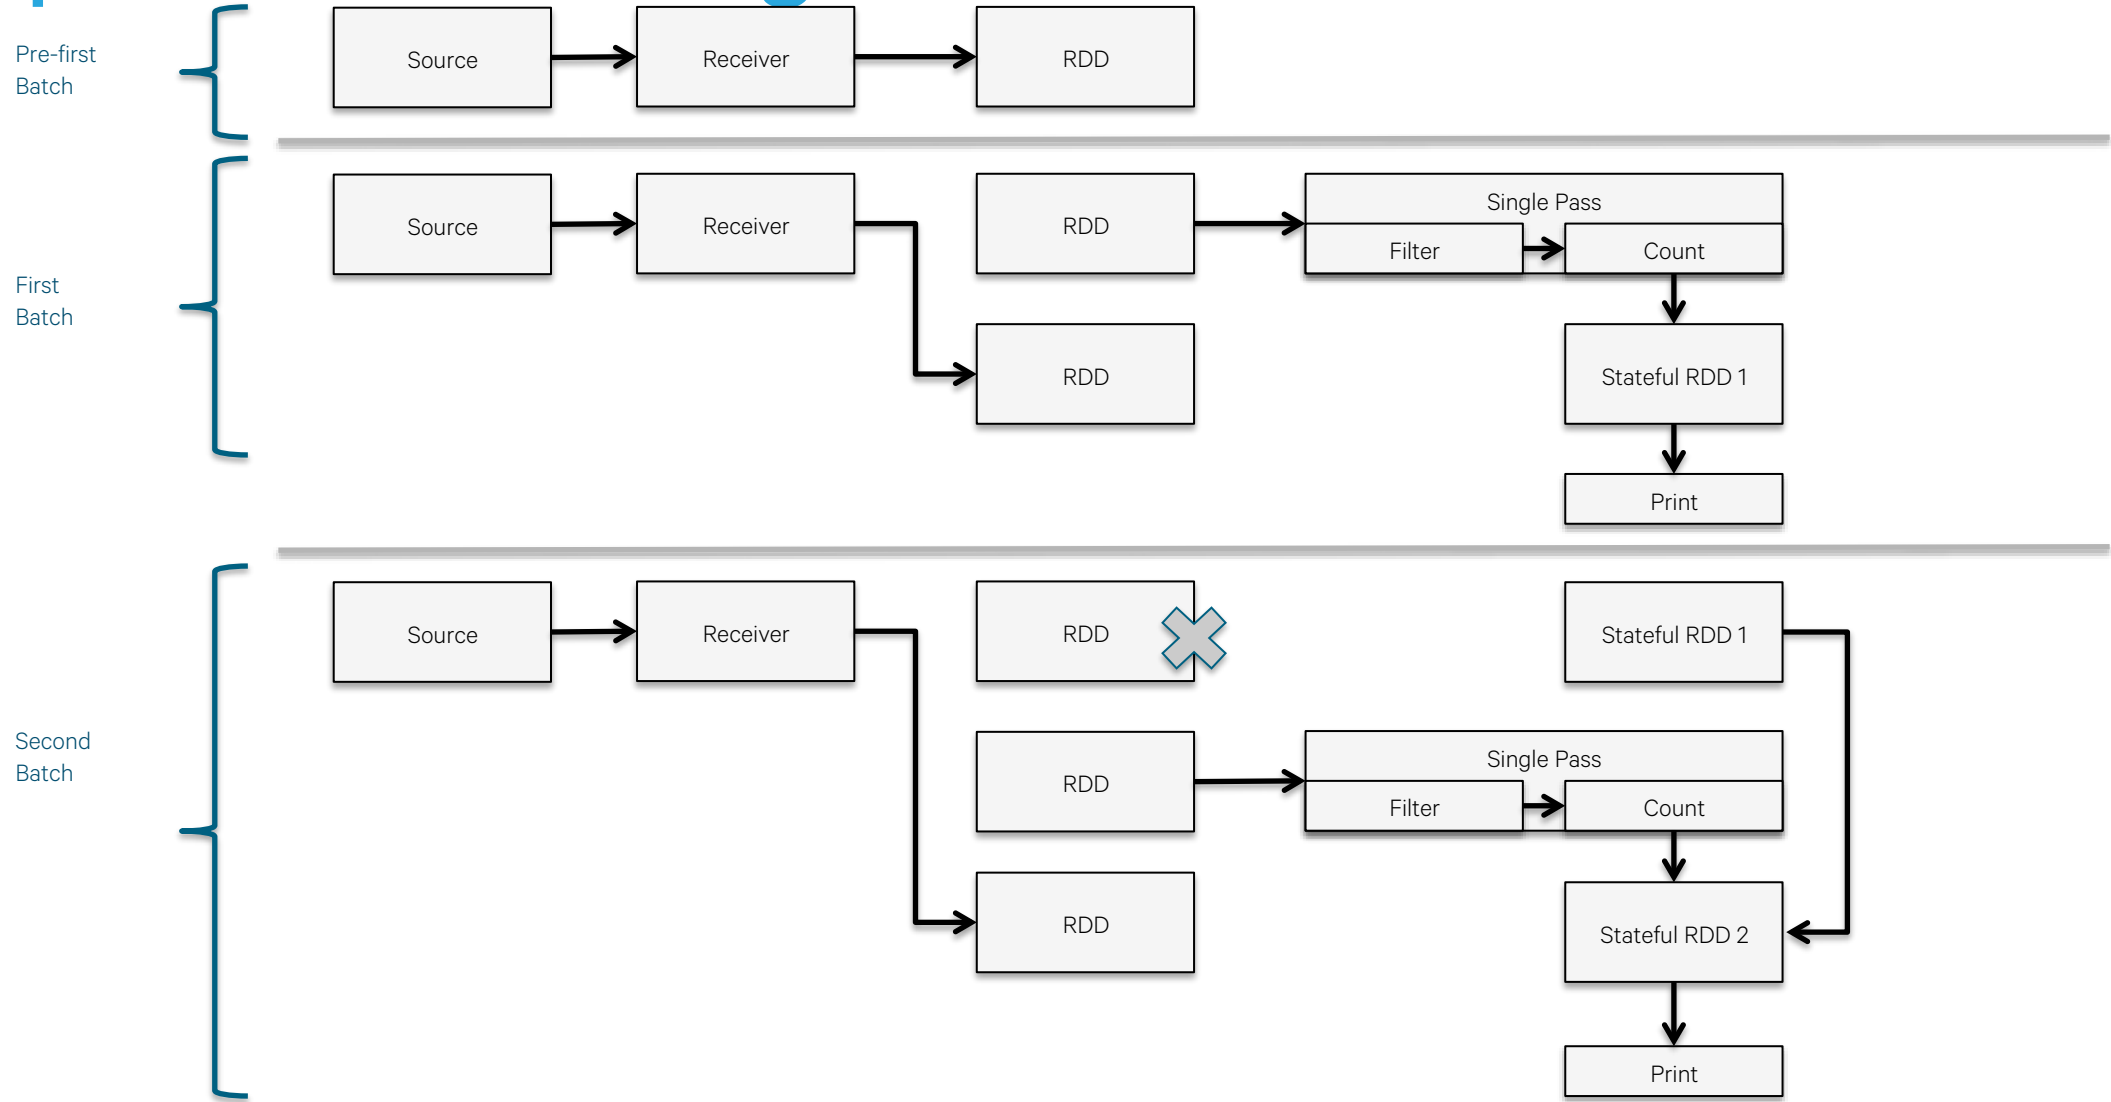 Pre-first
Batch
Source
Receiver
RDD
First
Batch
Source
Receiver
RDD
Single Pass
Filter
Count
RDD
Stateful RDD 1
Print
Second
Batch
Source
Receiver
RDD
Stateful RDD 1
RDD
Single Pass
Filter
Count
RDD
Stateful RDD 2
Print